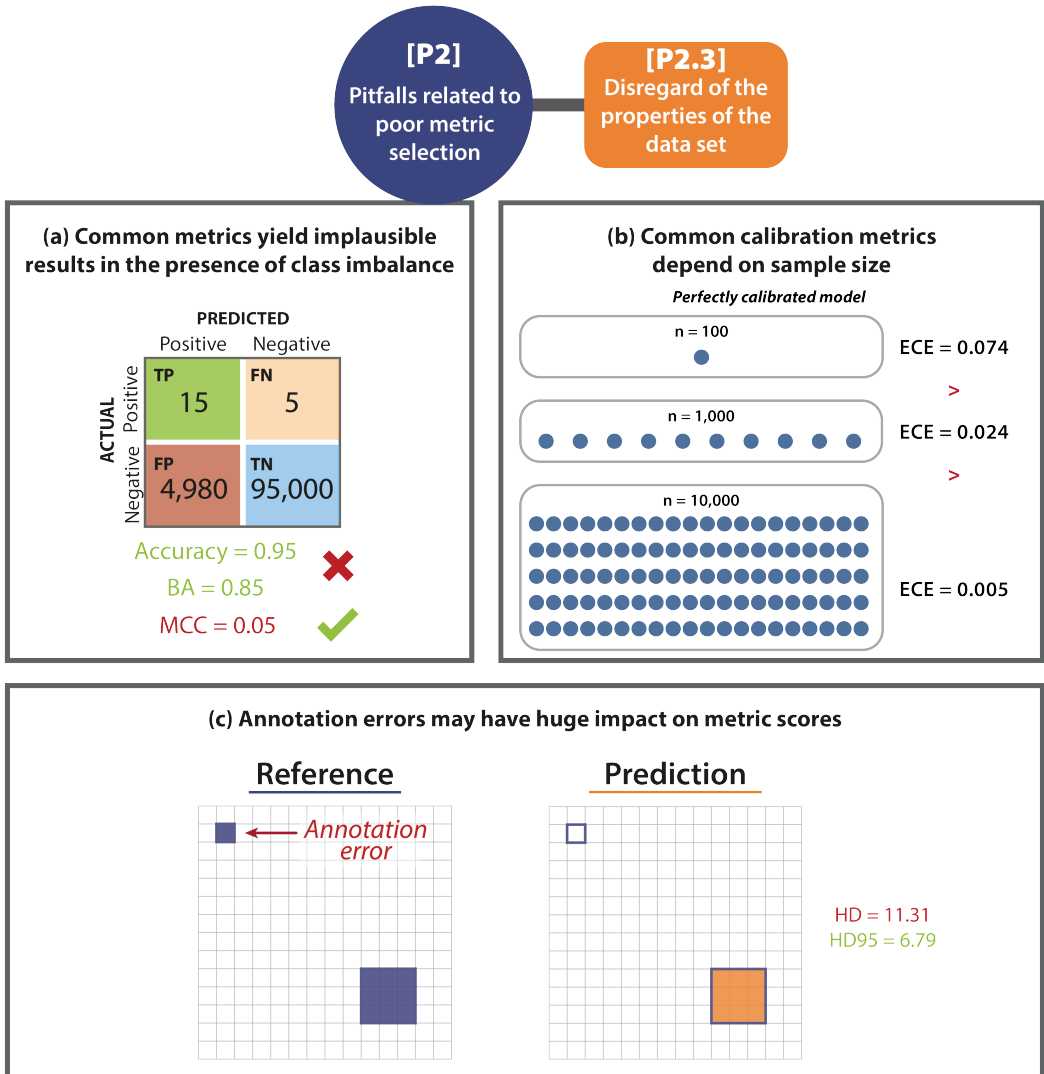 [P2]
Pitfalls related to
poor metric
selection
[P2.3]
Disregard of the
properties of the
data set
(a) Common metrics yield implausible
results in the presence of class imbalance
PREDICTED
Positive Negative
ACTUAL
Positive
Negative
TP
15
FN
5
FP
4,980
TN
95,000
Accuracy = 0.95
BA = 0.85
MCC = 0.05
(b) Common calibration metrics
depend on sample size
Perfectly calibrated model
n = 100
ECE = 0.074
>
n = 1,000
ECE = 0.024
>
n = 10,000
ECE = 0.005
(c) Annotation errors may have huge impact on metric scores
Reference
Annotation
error
Prediction
HD = 11.31
HD95 = 6.79